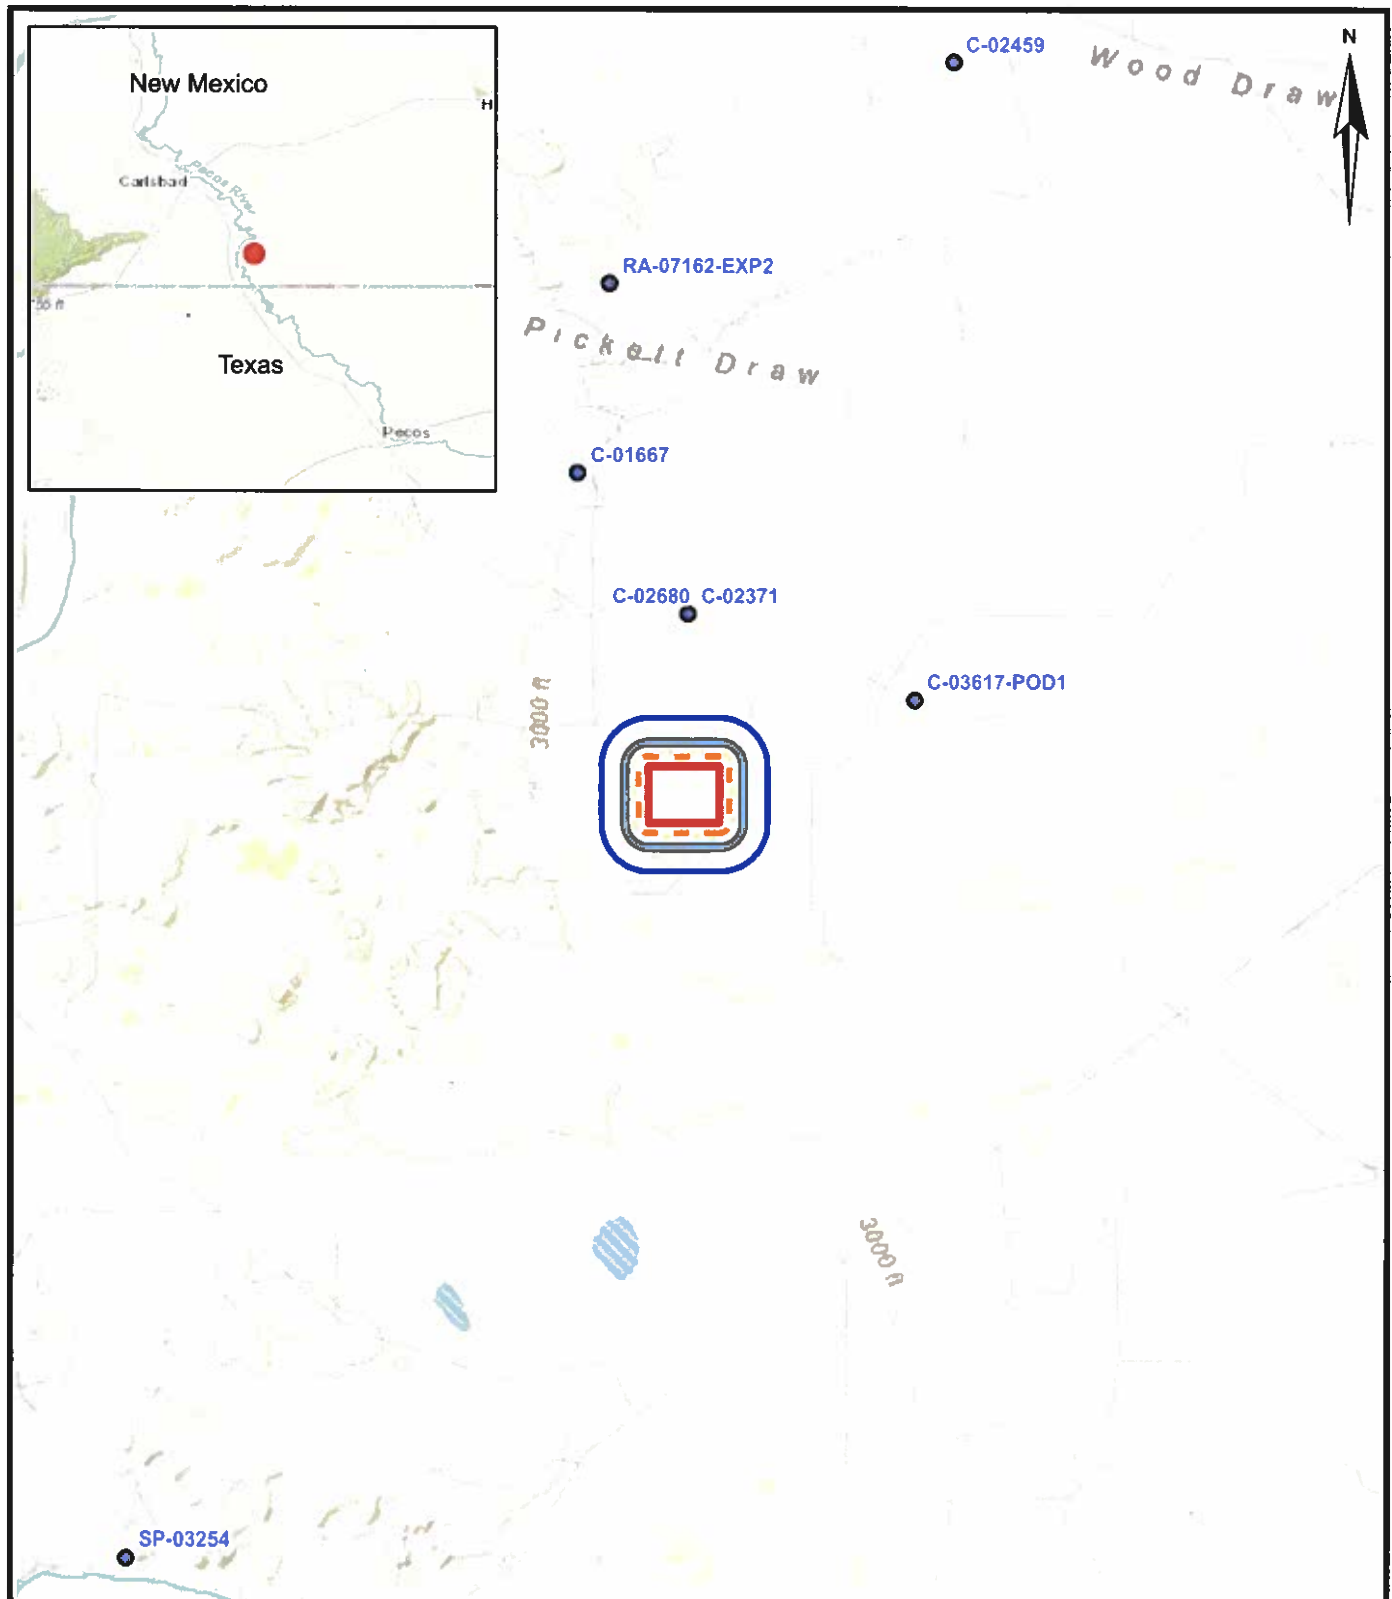 C-02459
N
Wood Draw
New Mexico
H
Carlsbad
Pecos River
RA-07162-EXP2
Pickett Draw
Texas
Pecos
C-01667
C-02680 C-02371
C-03617-POD1
3000 ft
3000 ft
SP-03254